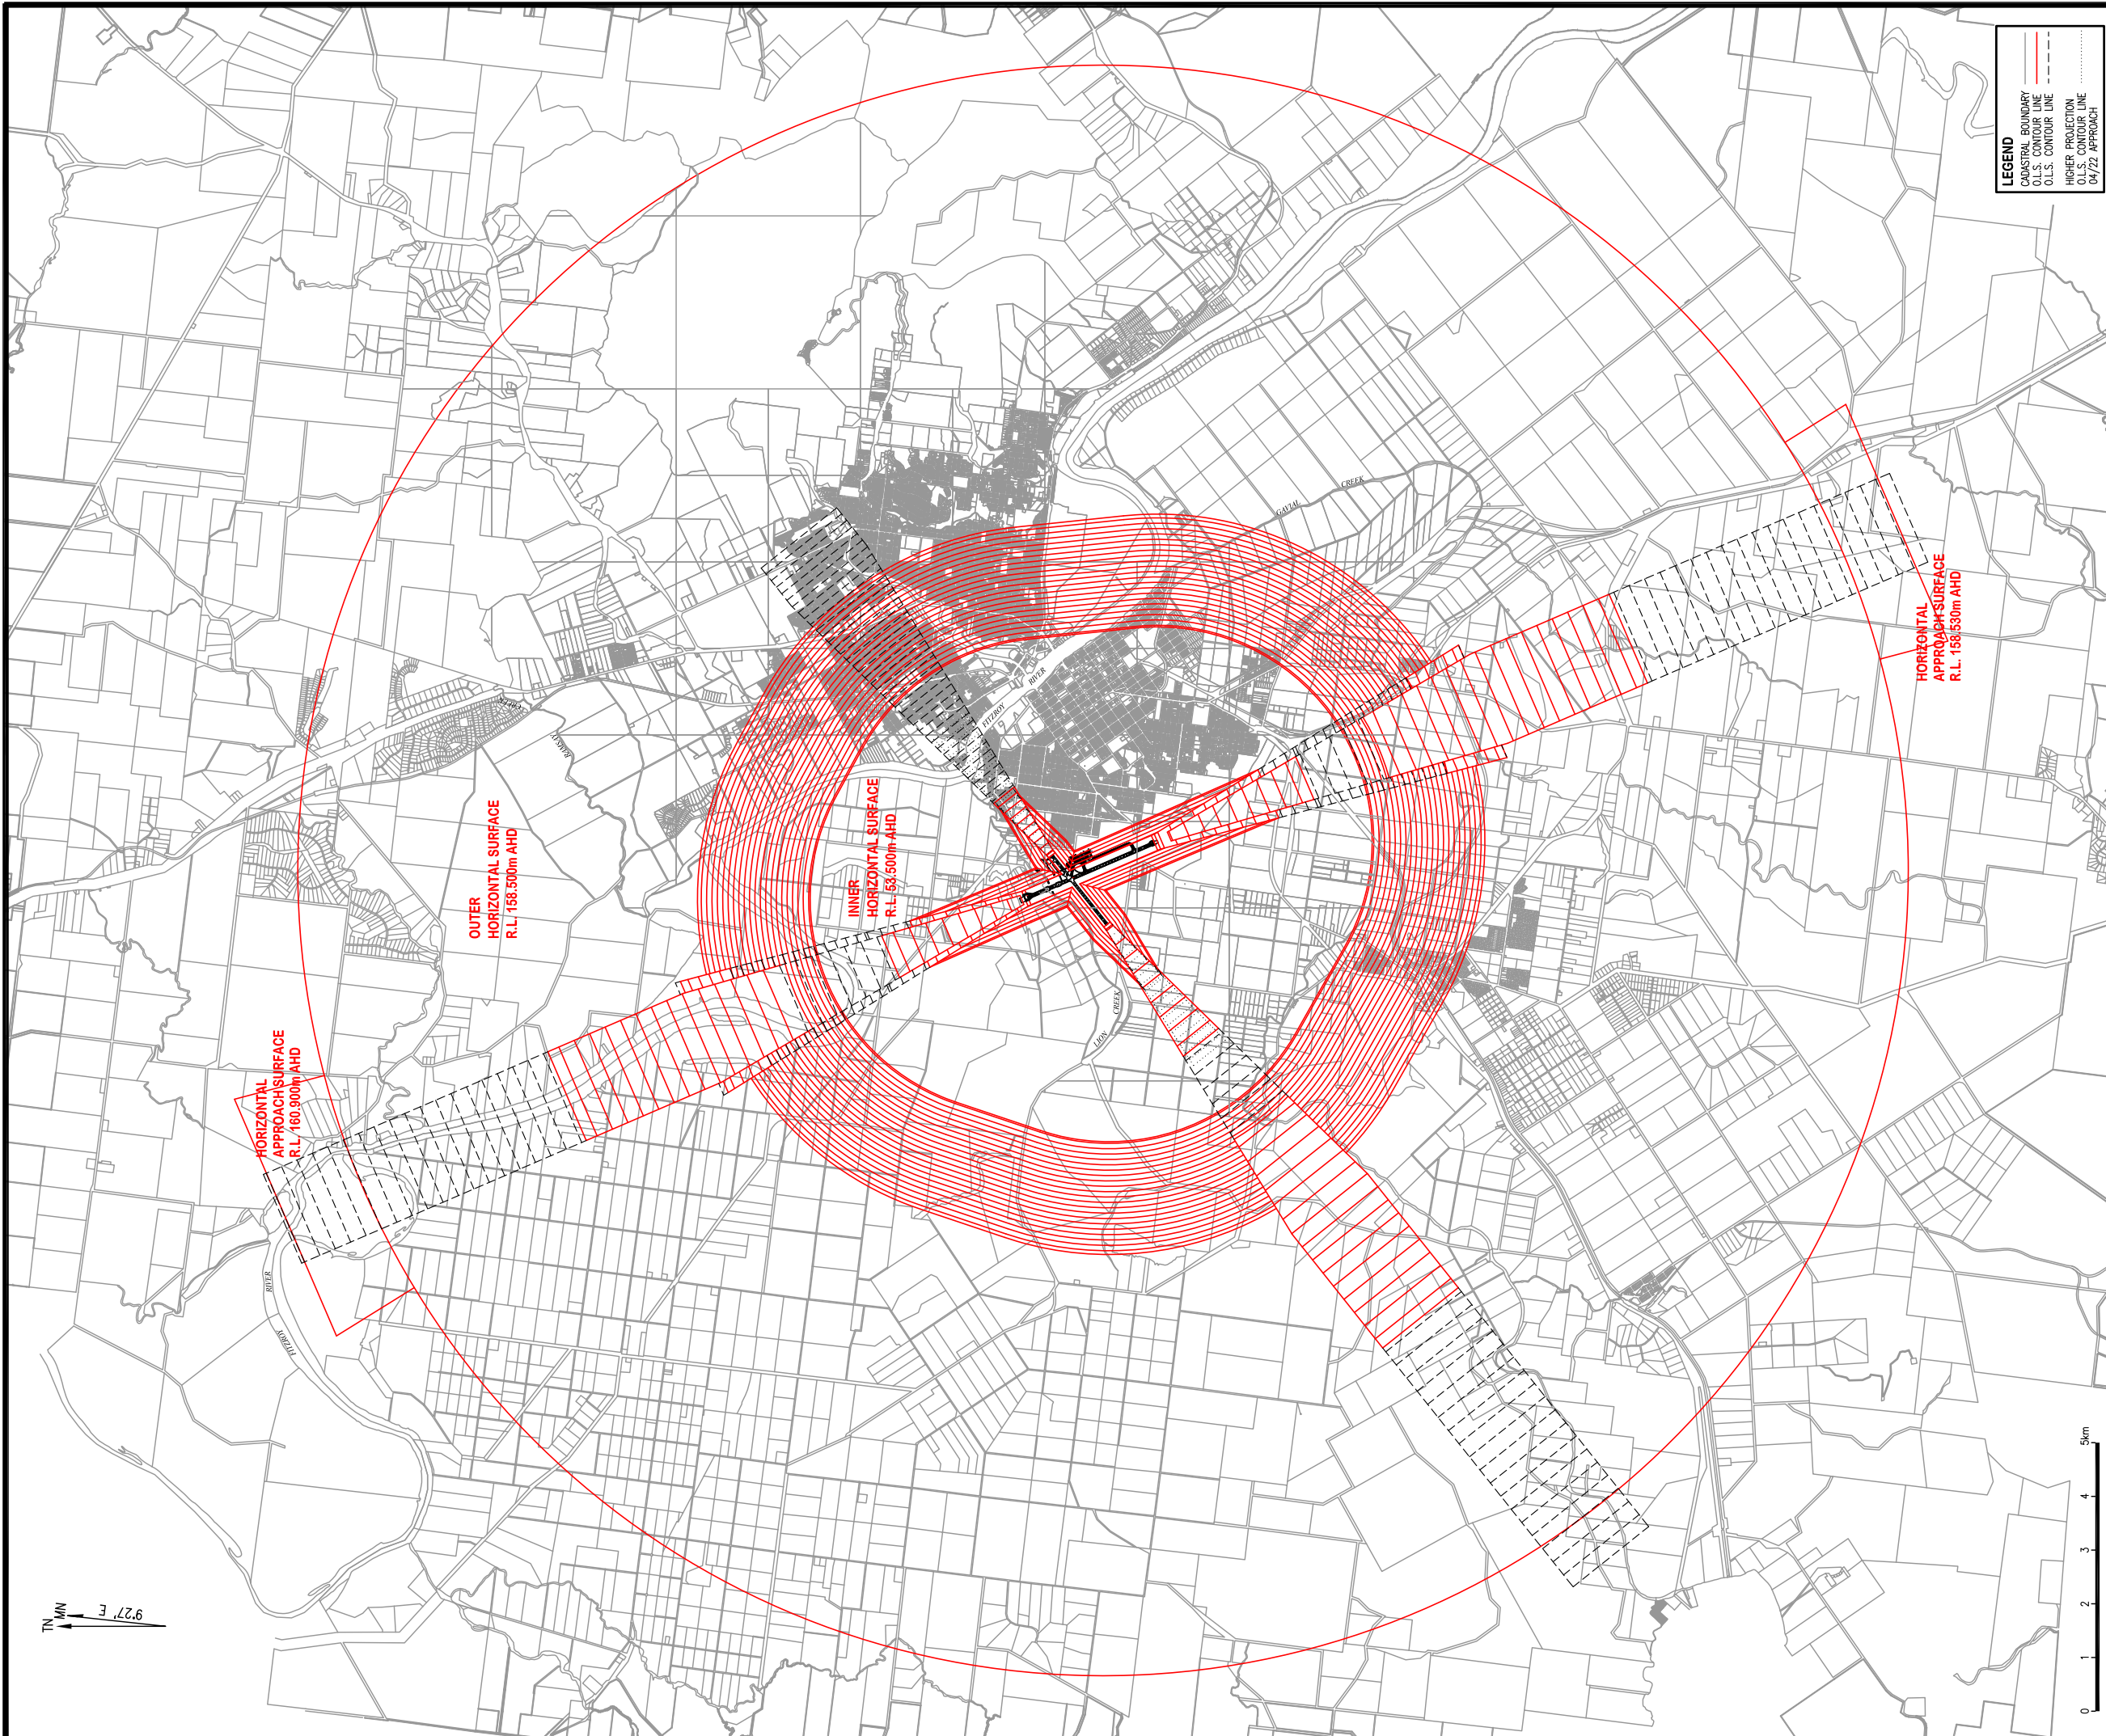 LEGEND
CADASTRAL BOUNDARY
O.L.S. CONTOUR LINE
O.L.S. CONTOUR LINE
HIGHER PROJECTION
O.L.S. CONTOUR LINE
04/22 APPROACH
TN
MN
9°27' E
HORIZONTAL
APPROACH SURFACE
R.L. 160.900m AHD
OUTER
HORIZONTAL SURFACE
R.L. 158.500m AHD
INNER
HORIZONTAL SURFACE
R.L. 53.500m AHD
HORIZONTAL
APPROACH SURFACE
R.L. 158.530m AHD
FITZROY
RIVER
RAMSAY
CREEK
FITZROY
RIVER
GAVIAL
CREEK
LION
CREEK
0 1 2 3 4 5km